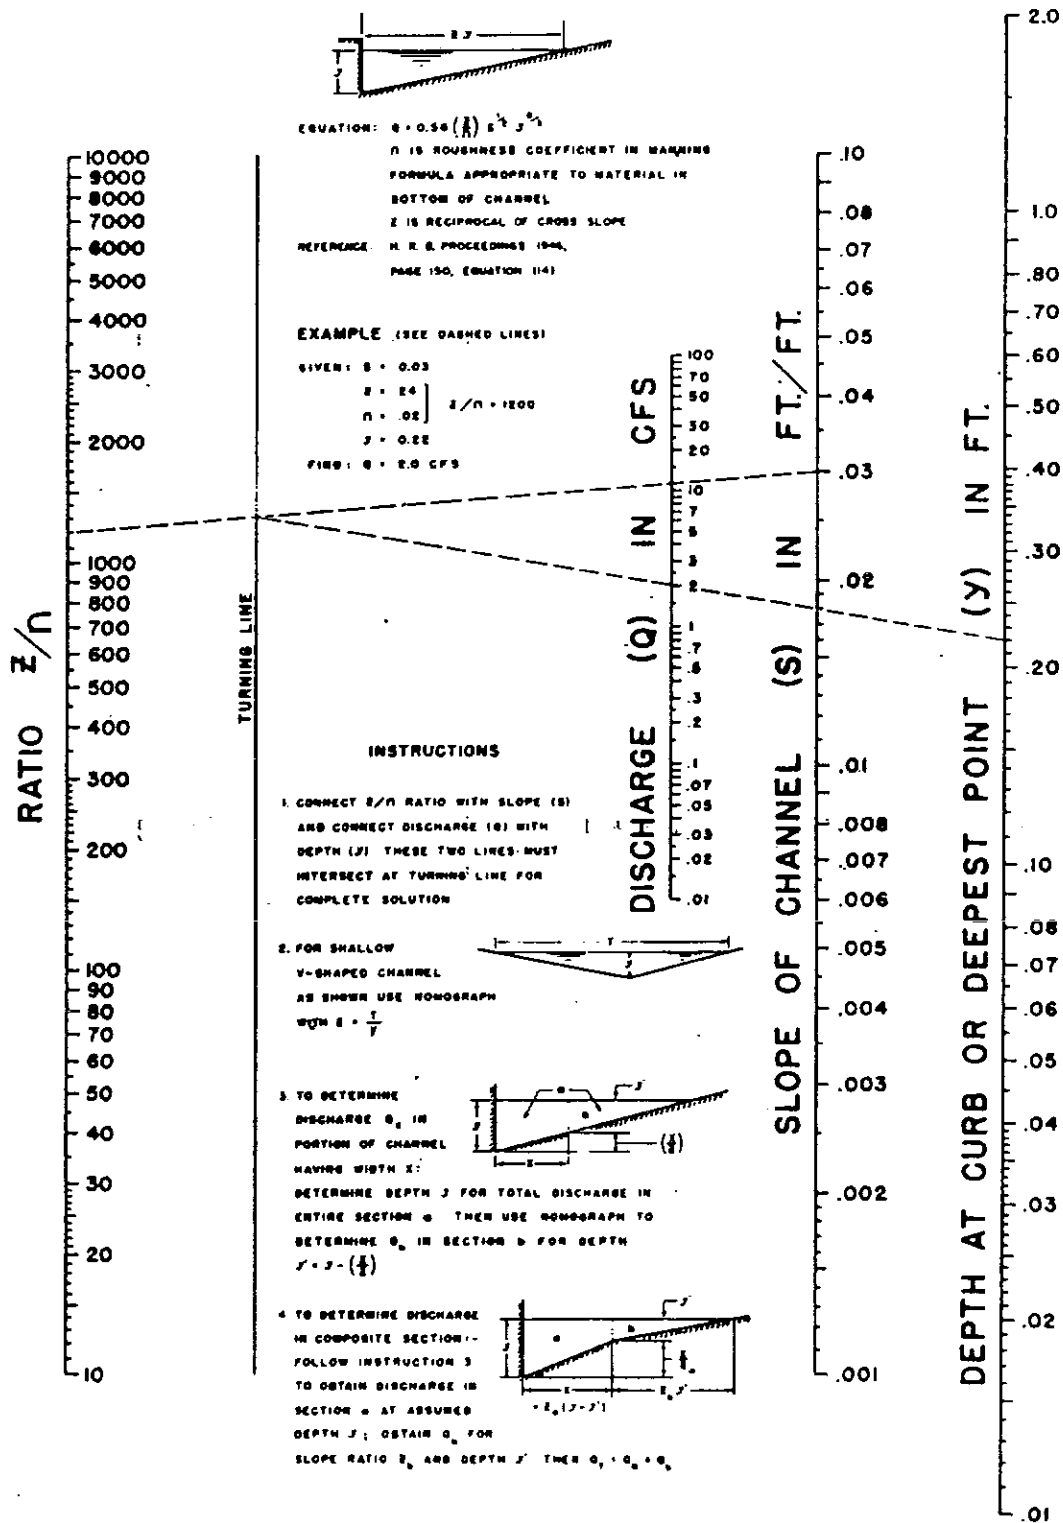 Z y
y
EQUATION: Q = 0.56 (Z/n) S^1/2 y^8/3
n IS ROUGHNESS COEFFICIENT IN MANNING
FORMULA APPROPRIATE TO MATERIAL IN
BOTTOM OF CHANNEL
Z IS RECIPROCAL OF CROSS SLOPE
REFERENCE: H. R. B. PROCEEDINGS 1946,
PAGE 150, EQUATION (14)
EXAMPLE (SEE DASHED LINES)
GIVEN: S = 0.03
Z = 24
n = .02
Z/n = 1200
y = 0.22
FIND: Q = 2.0 CFS
RATIO Z/n
10000
9000
8000
7000
6000
5000
4000
3000
2000
1000
900
800
700
600
500
400
300
200
100
90
80
70
60
50
40
30
20
10
TURNING LINE
DISCHARGE (Q) IN CFS
100
70
50
30
20
10
7
5
3
2
1
.7
.5
.3
.2
.1
.07
.05
.03
.02
.01
SLOPE OF CHANNEL (S) IN FT./FT.
.10
.08
.07
.06
.05
.04
.03
.02
.01
.008
.007
.006
.005
.004
.003
.002
.001
DEPTH AT CURB OR DEEPEST POINT (y) IN FT.
2.0
1.0
.80
.70
.60
.50
.40
.30
.20
.10
.08
.07
.06
.05
.04
.03
.02
.01
INSTRUCTIONS
1. CONNECT Z/n RATIO WITH SLOPE (S)
AND CONNECT DISCHARGE (Q) WITH
DEPTH (y) THESE TWO LINES MUST
INTERSECT AT TURNING LINE FOR
COMPLETE SOLUTION
2. FOR SHALLOW
V-SHAPED CHANNEL
AS SHOWN USE NOMOGRAPH
WITH Z = T/y
T
y
3. TO DETERMINE
DISCHARGE Qx IN
PORTION OF CHANNEL
HAVING WIDTH X:
DETERMINE DEPTH y FOR TOTAL DISCHARGE IN
ENTIRE SECTION a THEN USE NOMOGRAPH TO
DETERMINE Qb IN SECTION b FOR DEPTH
y' = y - (x/z)
a
y'
y
b
x
(x/z)
4. TO DETERMINE DISCHARGE
IN COMPOSITE SECTION:-
FOLLOW INSTRUCTION 3
TO OBTAIN DISCHARGE IN
SECTION a AT ASSUMED
DEPTH y; OBTAIN Qb FOR
SLOPE RATIO Zb AND DEPTH y' THEN QT = Qa + Qb
y'
a
b
y
x
Zb y'
= Za (y-y')